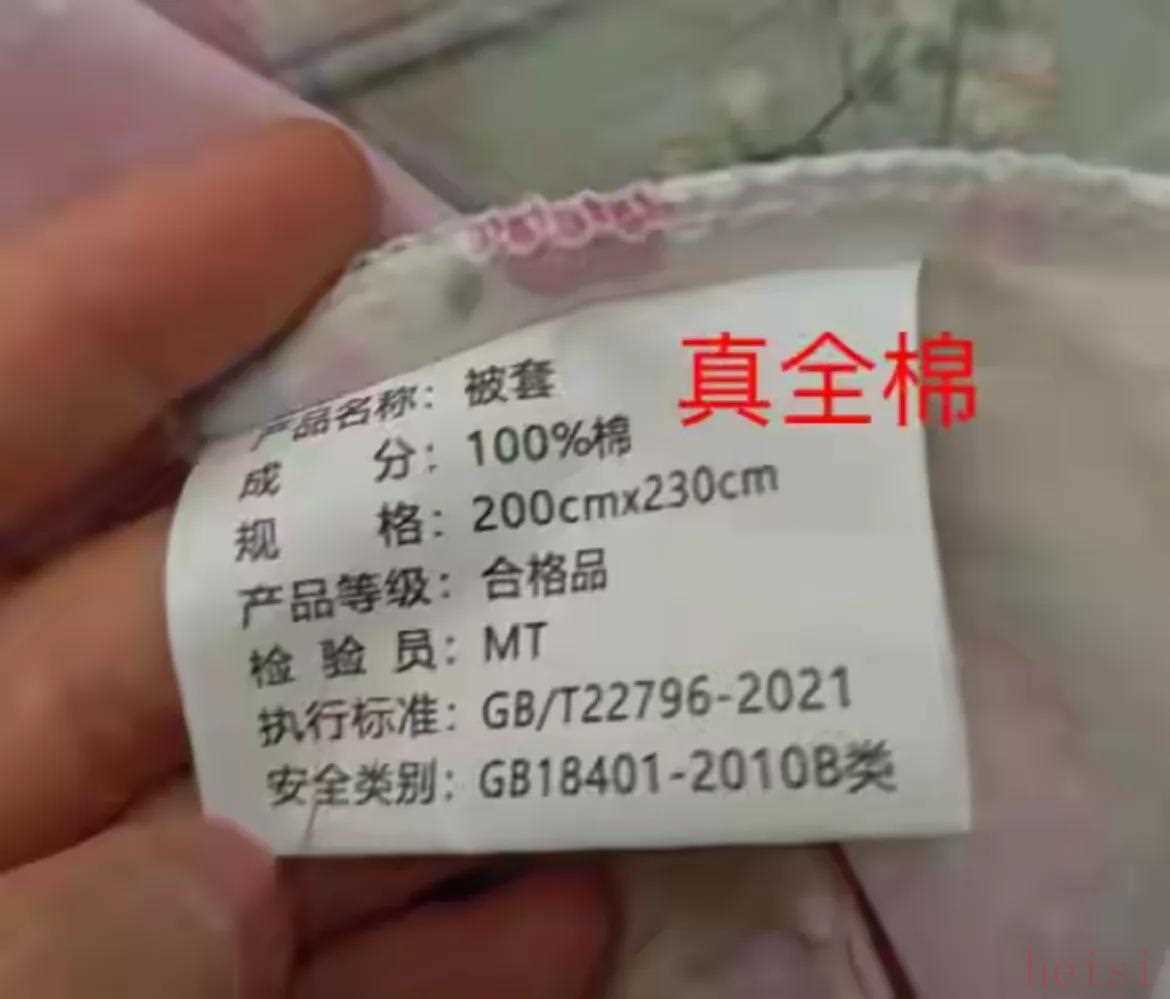 真全棉
产品名称：被套
成 分：100%棉
规 格：200cmx230cm
产品等级：合格品
检 验 员：MT
执行标准：GB/T22796-2021
安全类别：GB18401-2010B类
heisi